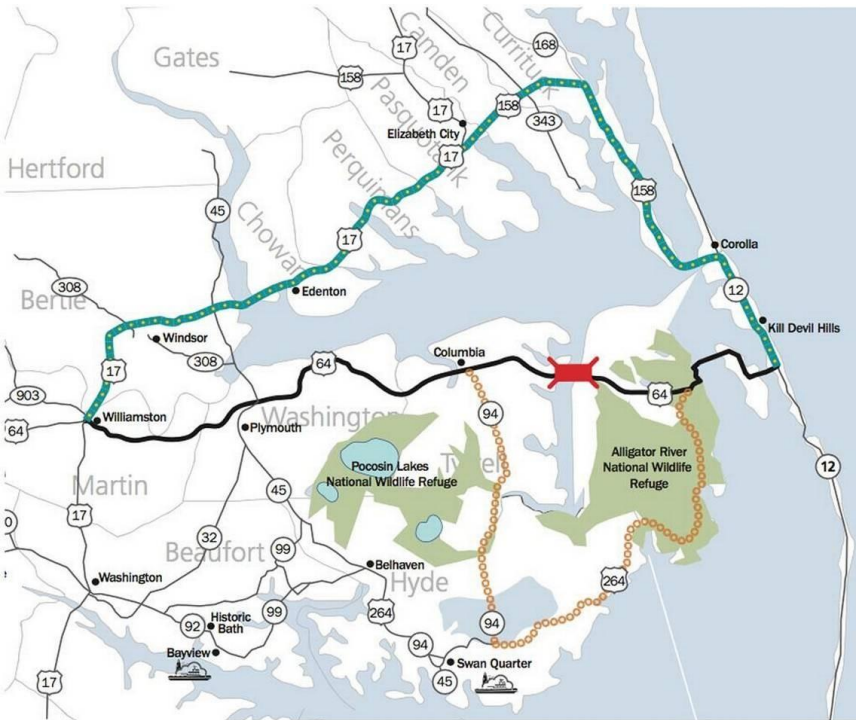 168
17
Camden
Currituck
Gates
158
158
17
343
Elizabeth City
Pasquotank
17
Hertford
Perquimans
158
45
Chowan
17
Corolla
308
Edenton
12
Bertie
Kill Devil Hills
Windsor
308
Columbia
64
17
903
94
64
Williamston
Washington
64
Plymouth
Alligator River
National Wildlife
Refuge
Pocosin Lakes
National Wildlife Refuge
Tyrrell
12
Martin
45
17
32
Beaufort
99
Belhaven
Washington
Hyde
264
264
99
Historic
Bath
92
94
94
Bayview
Swan Quarter
45
17